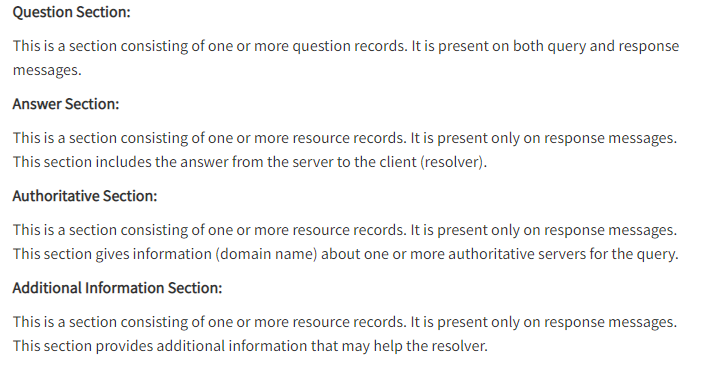 Question Section:
This is a section consisting of one or more question records. It is present on both query and response
messages.
Answer Section:
This is a section consisting of one or more resource records. It is present only on response messages.
This section includes the answer from the server to the client (resolver).
Authoritative Section:
This is a section consisting of one or more resource records. It is present only on response messages.
This section gives information (domain name) about one or more authoritative servers for the query.
Additional Information Section:
This is a section consisting of one or more resource records. It is present only on response messages.
This section provides additional information that may help the resolver.